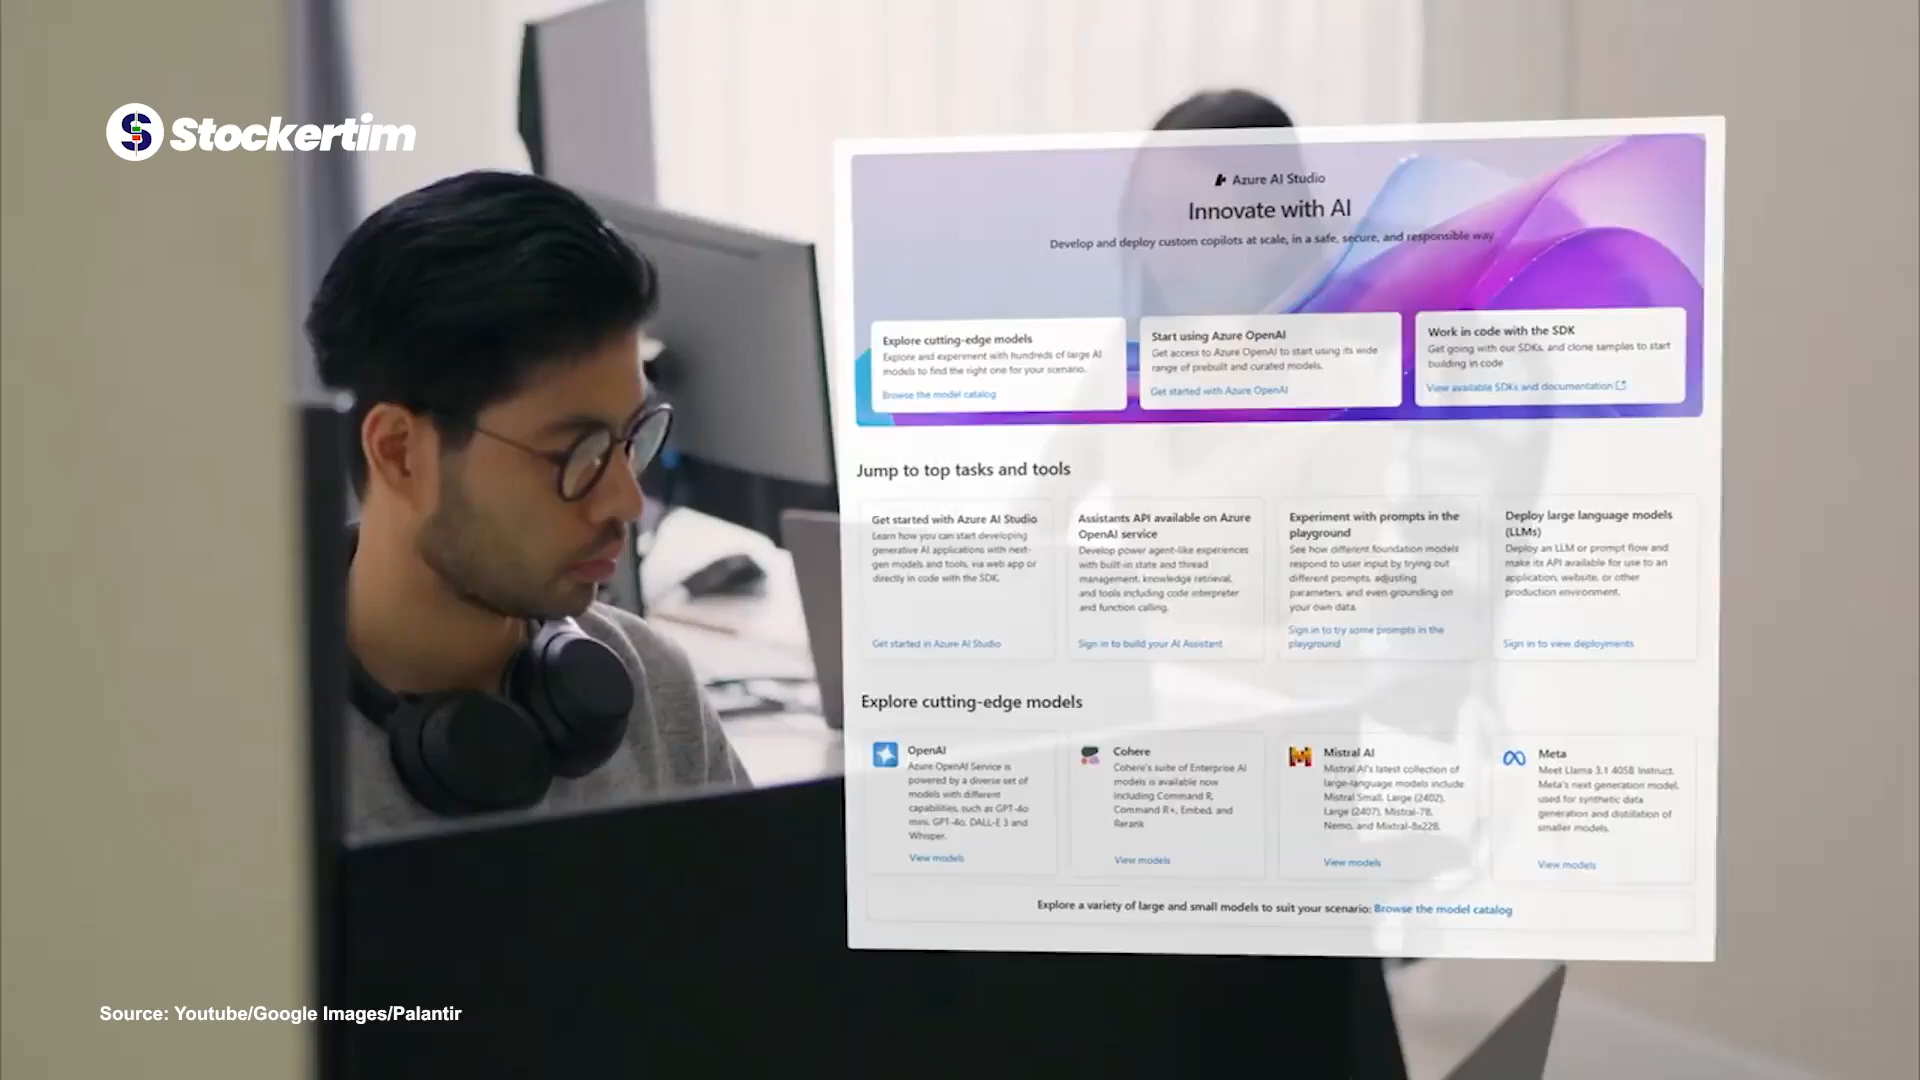 Stockertim
Azure AI Studio
Innovate with AI
Develop and deploy custom copilots at scale, in a safe, secure, and responsible way
Explore cutting-edge models
Explore and experiment with hundreds of large AI
models to find the right one for your scenario.
Browse the model catalog
Start using Azure OpenAI
Get access to Azure OpenAI to start using its wide
range of prebuilt and curated models.
Get started with Azure OpenAI
Work in code with the SDK
Get going with our SDKs, and clone samples to start
building in code
View available SDKs and documentation
Jump to top tasks and tools
Get started with Azure AI Studio
Learn how you can start developing
generative AI applications with next-
gen models and tools, via web app or
directly in code with the SDK.
Get started in Azure AI Studio
Assistants API available on Azure
OpenAI service
Develop power agent-like experiences
with built-in state and thread
management, knowledge retrieval,
and tools including code interpreter
and function calling.
Sign in to build your AI Assistant
Experiment with prompts in the
playground
See how different foundation models
respond to user input by trying out
different prompts, adjusting
parameters, and even grounding on
your own data.
Sign in to try some prompts in the
playground
Deploy large language models
(LLMs)
Deploy an LLM or prompt flow and
make its API available for use to an
application, website, or other
production environment.
Sign in to view deployments
Explore cutting-edge models
OpenAI
Azure OpenAI Service is
powered by a diverse set of
models with different
capabilities, such as GPT-4o
mini, GPT-4o, DALL-E 3 and
Whisper.
View models
Cohere
Cohere's suite of Enterprise AI
models is available now
including Command R,
Command R+, Embed, and
Rerank
View models
Mistral AI
Mistral AI's latest collection of
large-language models include
Mistral Small, Large (2402),
Large (2407), Mistral-7B,
Nemo, and Mixtral-8x22B.
View models
Meta
Meet Llama 3.1 405B Instruct,
Meta's next generation model,
used for synthetic data
generation and distillation of
smaller models.
View models
Explore a variety of large and small models to suit your scenario: Browse the model catalog
Source: Youtube/Google Images/Palantir